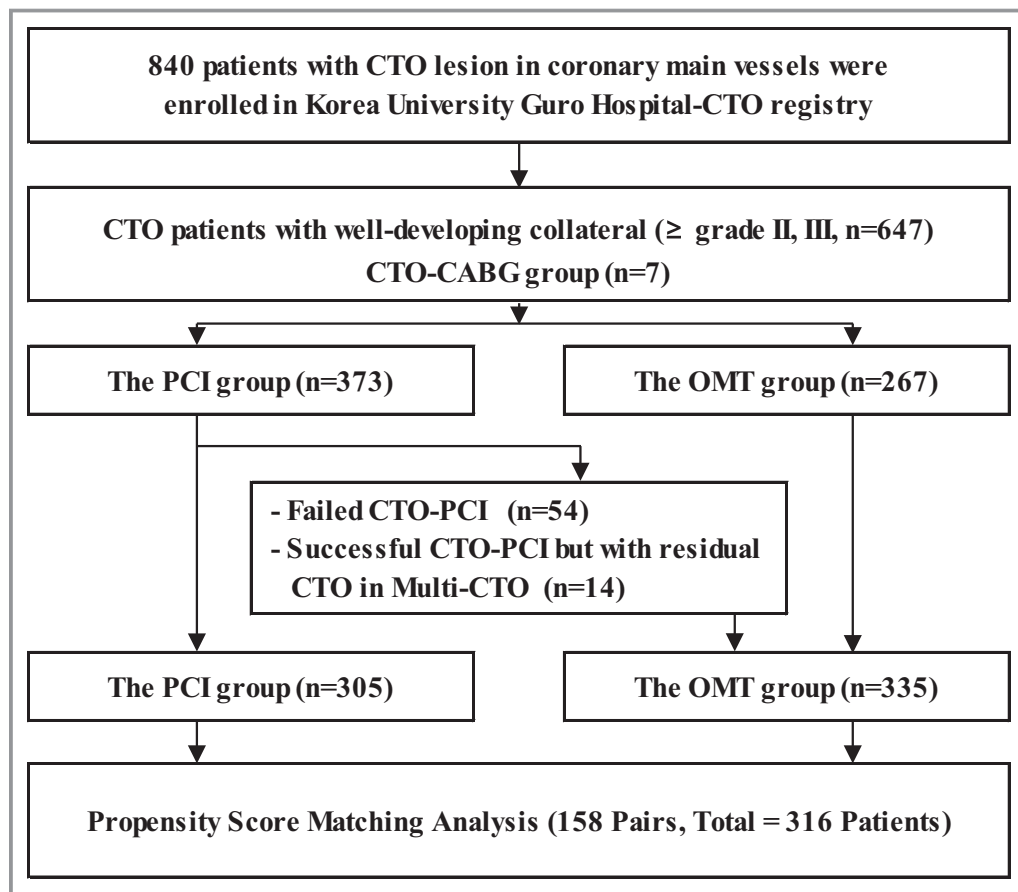 840 patients with CTO lesion in coronary main vessels were
enrolled in Korea University Guro Hospital-CTO registry
CTO patients with well-developing collateral (≥ grade II, III, n=647)
CTO-CABG group (n=7)
The PCI group (n=373)
The OMT group (n=267)
- Failed CTO-PCI (n=54)
- Successful CTO-PCI but with residual
CTO in Multi-CTO (n=14)
The PCI group (n=305)
The OMT group (n=335)
Propensity Score Matching Analysis (158 Pairs, Total = 316 Patients)